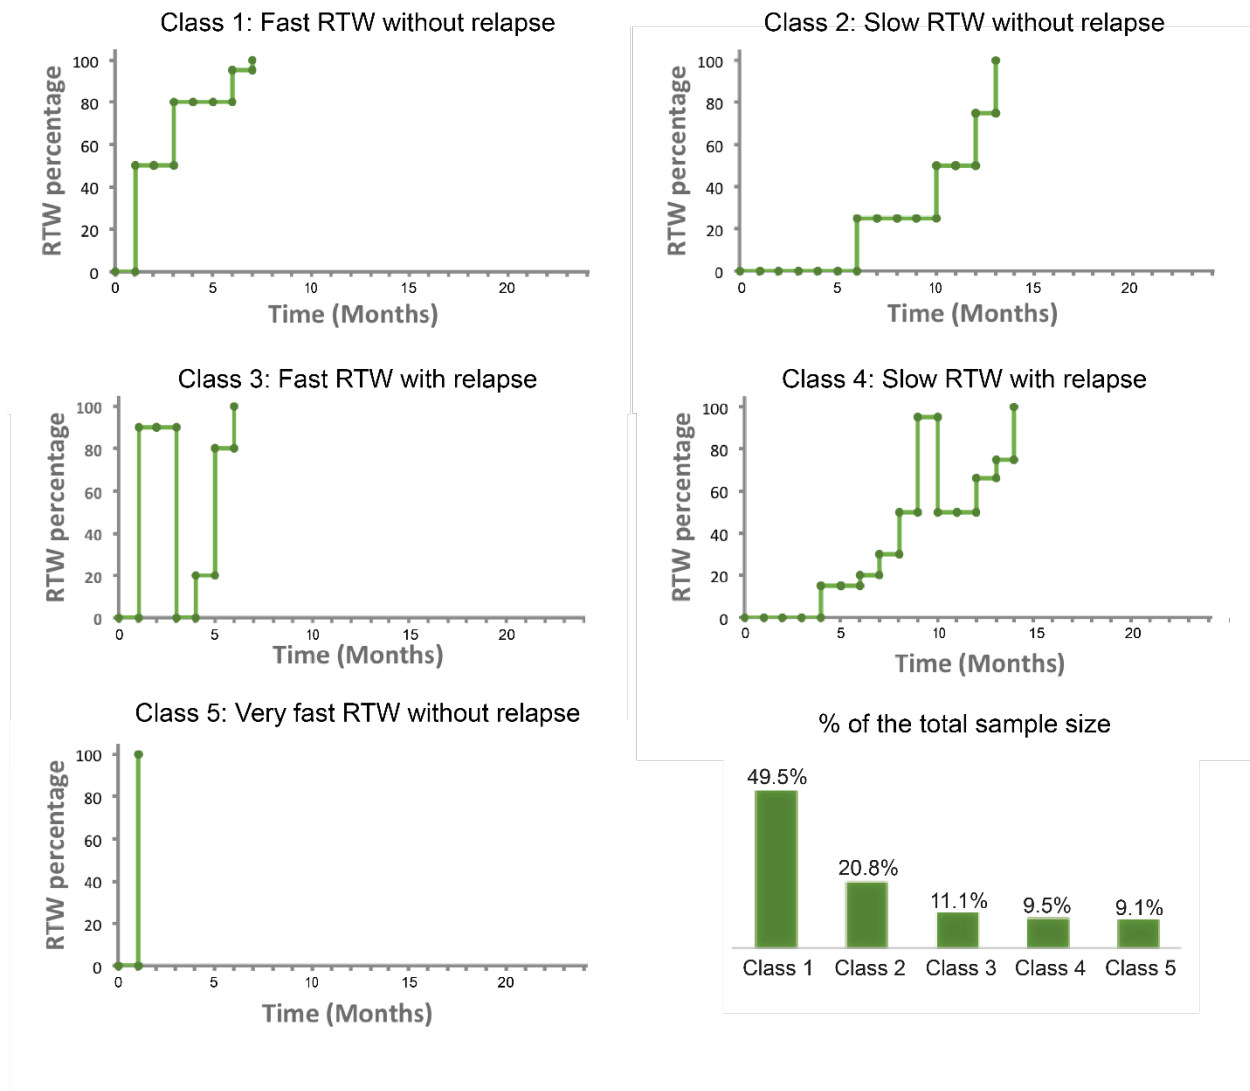 Class 1: Fast RTW without relapse
RTW percentage
100
80
60
40
20
0
0 5 10 15 20
Time (Months)
Class 2: Slow RTW without relapse
RTW percentage
100
80
60
40
20
0
0 5 10 15 20
Time (Months)
Class 3: Fast RTW with relapse
RTW percentage
100
80
60
40
20
0
0 5 10 15 20
Time (Months)
Class 4: Slow RTW with relapse
RTW percentage
100
80
60
40
20
0
0 5 10 15 20
Time (Months)
Class 5: Very fast RTW without relapse
RTW percentage
100
80
60
40
20
0
0 5 10 15 20
Time (Months)
% of the total sample size
49.5%
20.8%
11.1%
9.5%
9.1%
Class 1 Class 2 Class 3 Class 4 Class 5